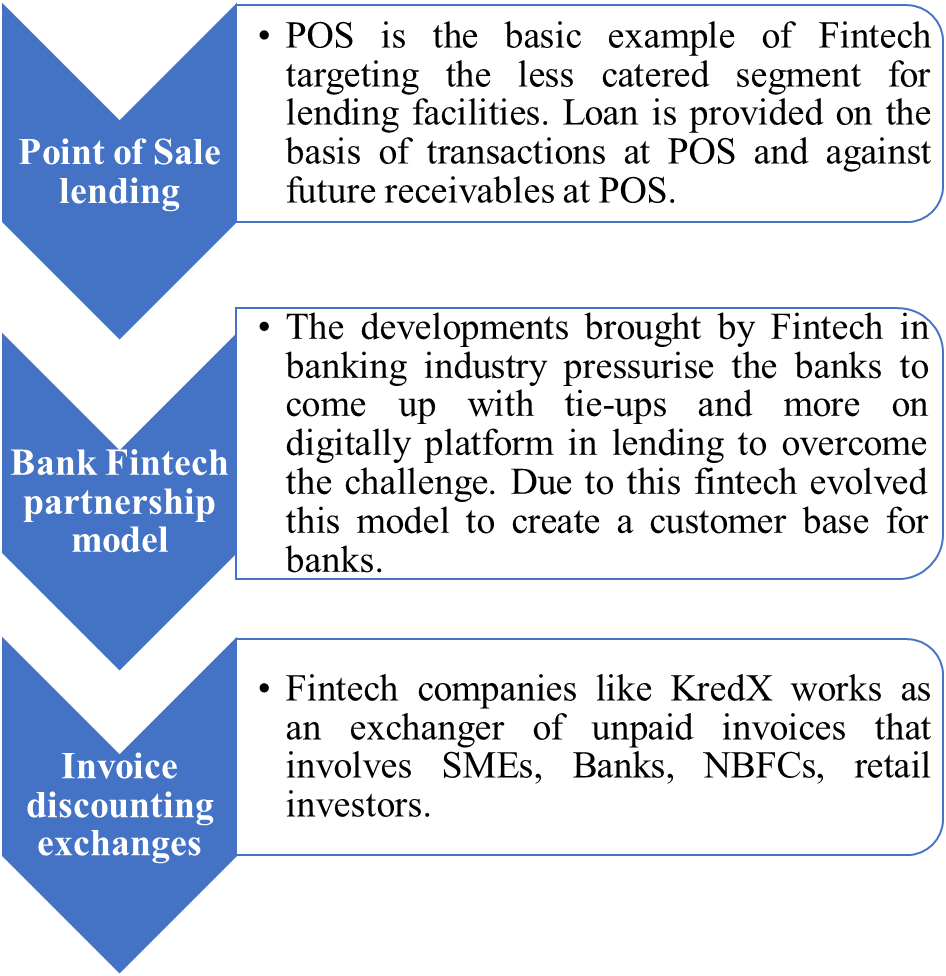 Point of Sale
lending
• POS is the basic example of Fintech
targeting the less catered segment for
lending facilities. Loan is provided on the
basis of transactions at POS and against
future receivables at POS.
Bank Fintech
partnership
model
• The developments brought by Fintech in
banking industry pressurise the banks to
come up with tie-ups and more on
digitally platform in lending to overcome
the challenge. Due to this fintech evolved
this model to create a customer base for
banks.
Invoice
discounting
exchanges
• Fintech companies like KredX works as
an exchanger of unpaid invoices that
involves SMEs, Banks, NBFCs, retail
investors.